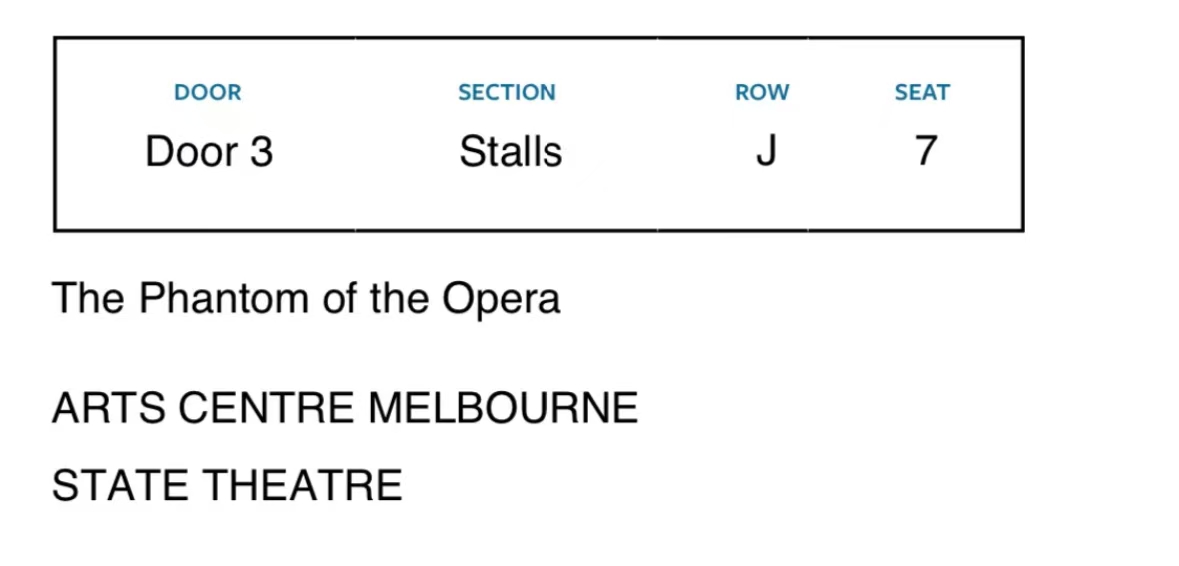 DOOR SECTION ROW SEAT
Door 3 Stalls J 7
The Phantom of the Opera
ARTS CENTRE MELBOURNE
STATE THEATRE